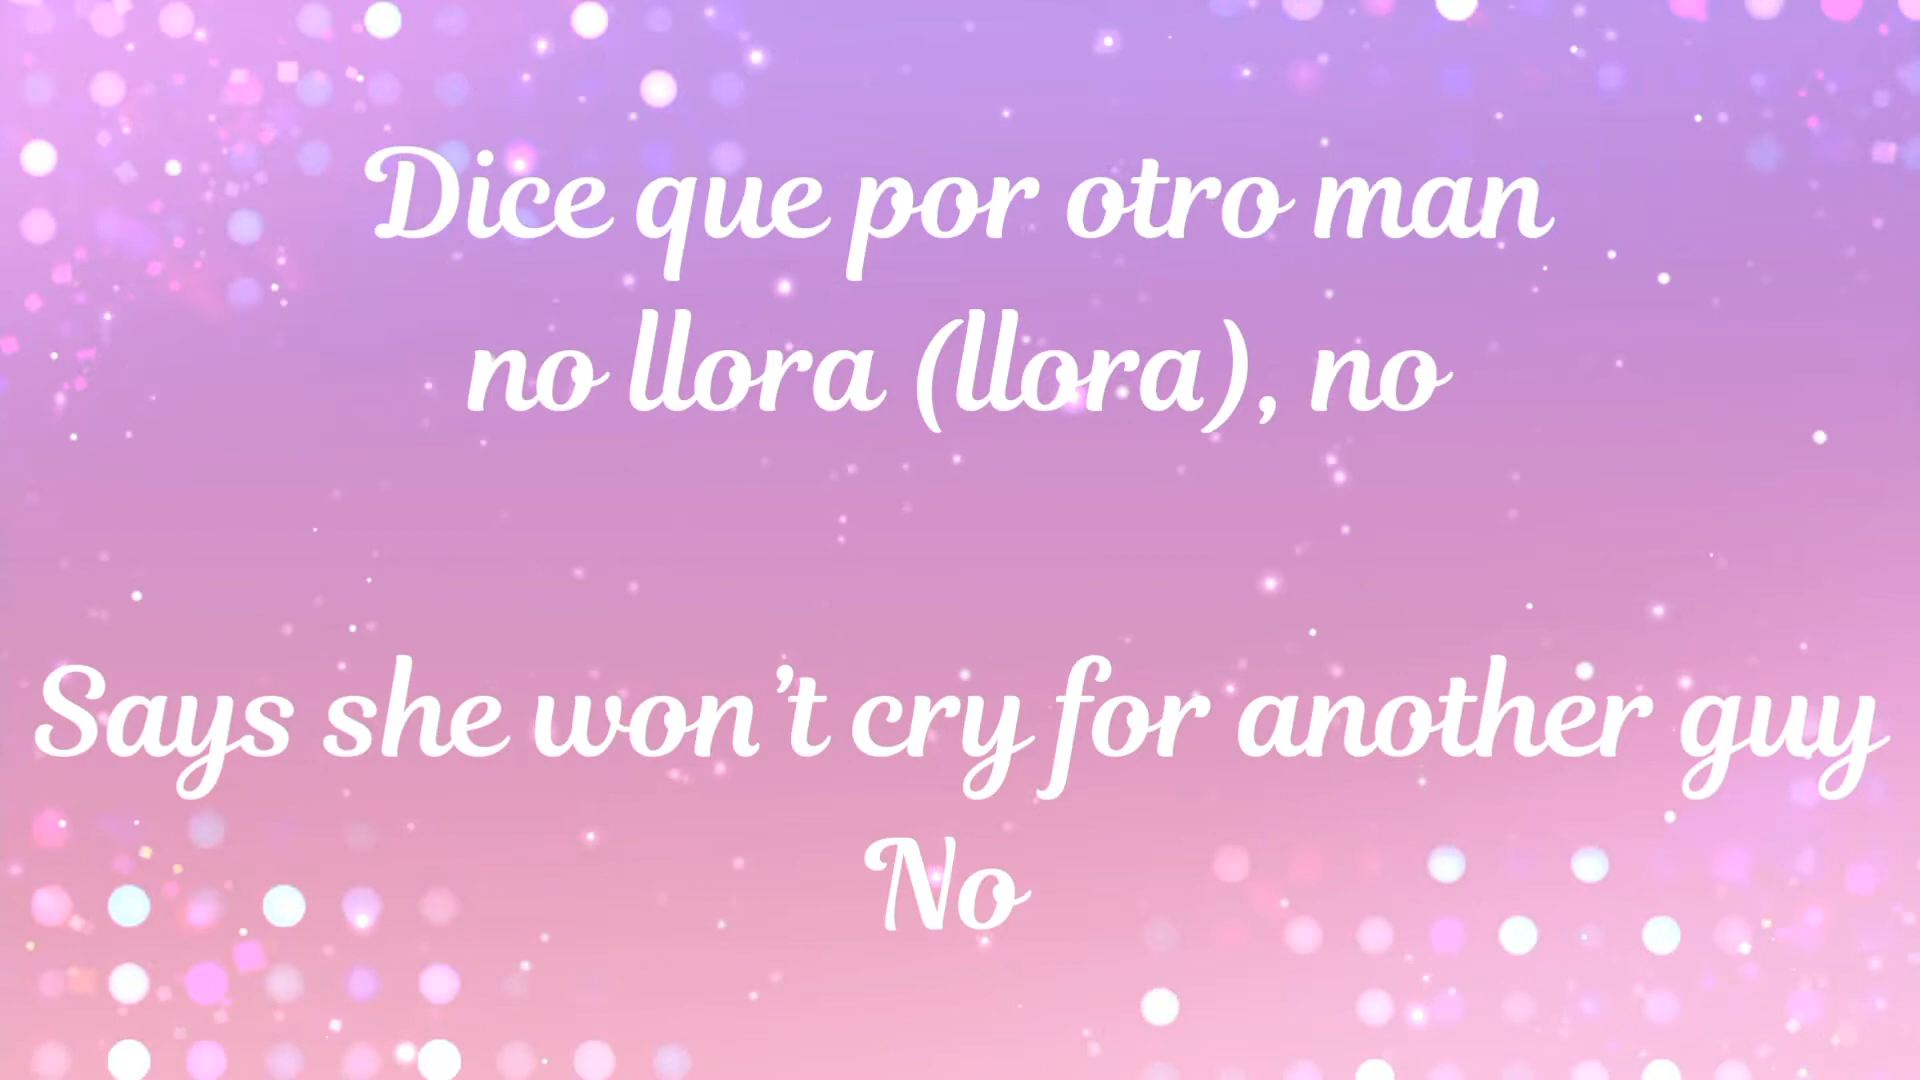 Dice que por otro man
no llora (llora), no
Says she won't cry for another guy
No